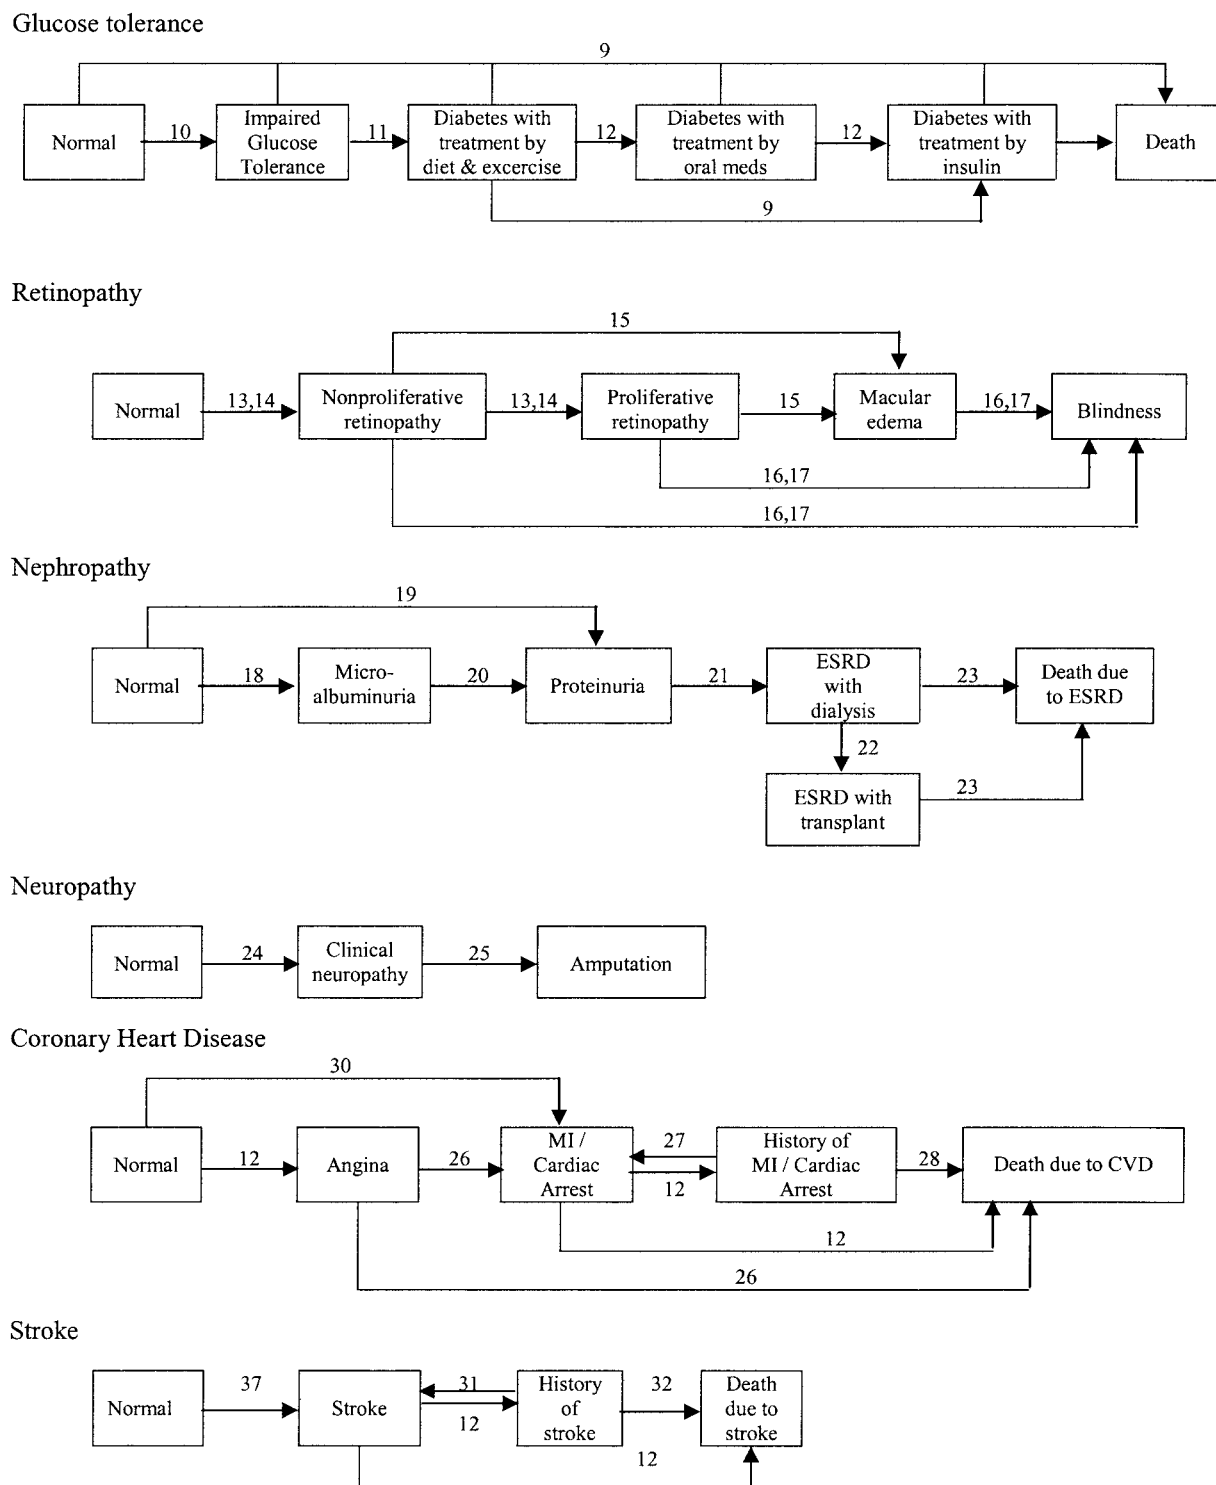 Glucose tolerance
9
Normal
10
Impaired
Glucose
Tolerance
11
Diabetes with
treatment by
diet & excercise
12
Diabetes with
treatment by
oral meds
12
Diabetes with
treatment by
insulin
Death
9
Retinopathy
15
Normal
13,14
Nonproliferative
retinopathy
13,14
Proliferative
retinopathy
15
Macular
edema
16,17
Blindness
16,17
16,17
Nephropathy
19
Normal
18
Micro-
albuminuria
20
Proteinuria
21
ESRD
with
dialysis
23
Death due
to ESRD
22
ESRD with
transplant
23
Neuropathy
Normal
24
Clinical
neuropathy
25
Amputation
Coronary Heart Disease
30
Normal
12
Angina
26
MI /
Cardiac
Arrest
27
12
History of
MI / Cardiac
Arrest
28
Death due to CVD
12
26
Stroke
Normal
37
Stroke
31
12
History
of
stroke
32
Death
due to
stroke
12